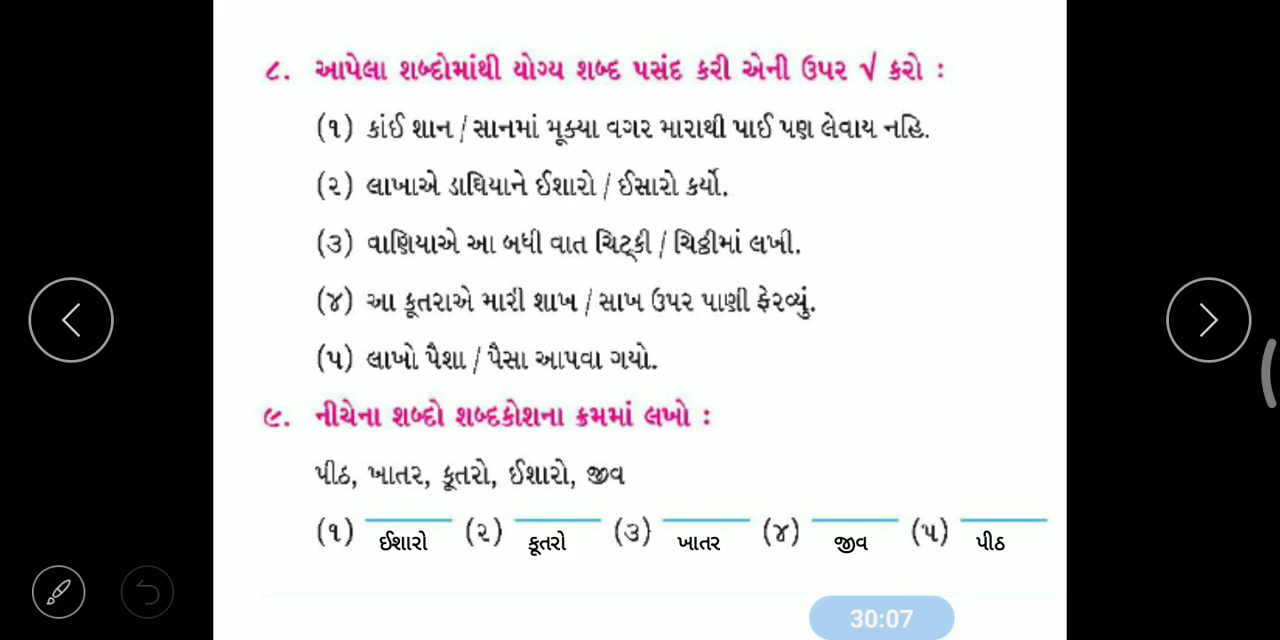 ૮. આપેલા શબ્દોમાંથી યોગ્ય શબ્દ પસંદ કરી એની ઉપર √ કરો :
(૧) કાંઈ શાન / સાનમાં મૂક્યા વગર મારાથી પાઈ પણ લેવાય નહિ.
(૨) લાખાએ ડાઘિયાને ઈશારો / ઈસારો કર્યો.
(૩) વાણિયાએ આ બધી વાત ચિટ્કી / ચિઠ્ઠીમાં લખી.
(૪) આ કૂતરાએ મારી શાખ / સાખ ઉપર પાણી ફેરવ્યું.
(૫) લાખો પૈશા / પૈસા આપવા ગયો.
૯. નીચેના શબ્દો શબ્દકોશના ક્રમમાં લખો :
પીઠ, ખાતર, કૂતરો, ઈશારો, જીવ
(૧) ઈશારો (૨) કૂતરો (૩) ખાતર (૪) જીવ (૫) પીઠ
30:07